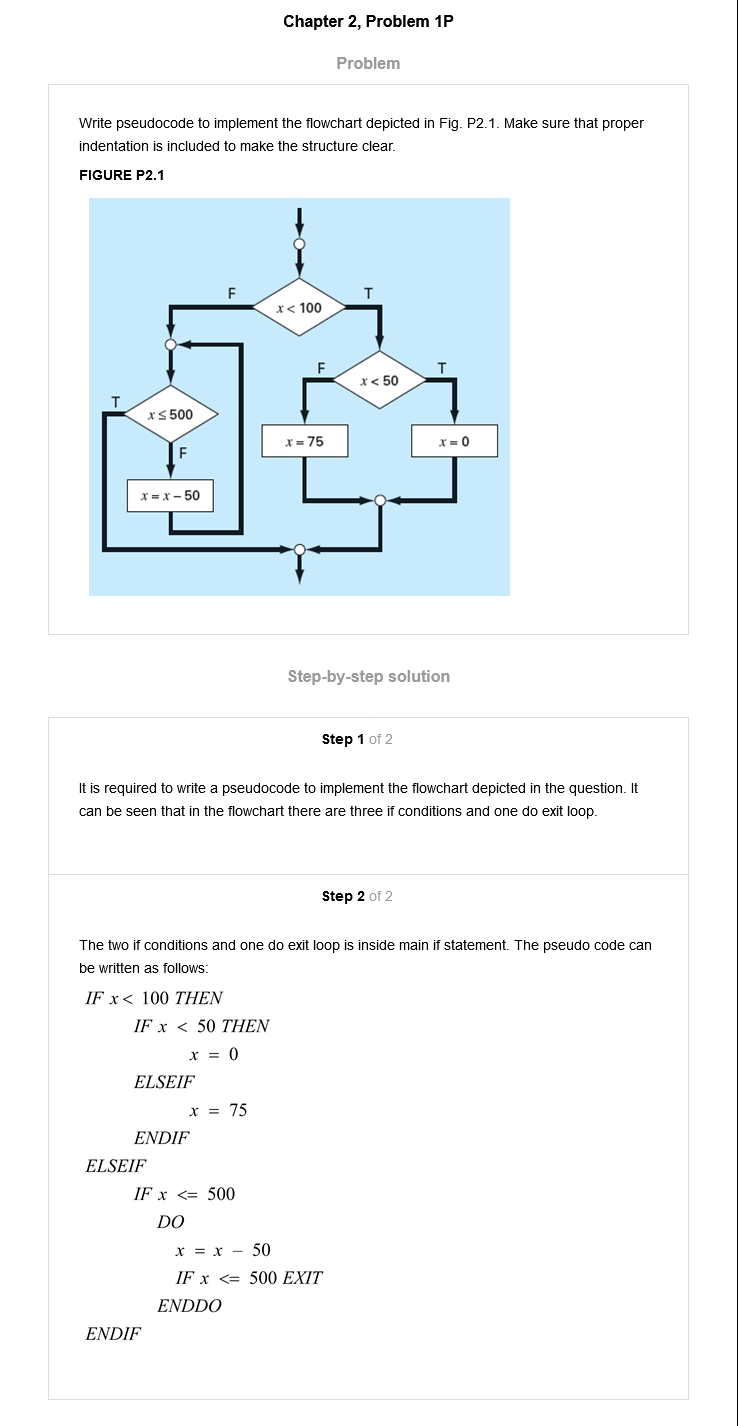 Chapter 2, Problem 1P
Problem
Write pseudocode to implement the flowchart depicted in Fig. P2.1. Make sure that proper
indentation is included to make the structure clear.
FIGURE P2.1
F
T
x < 100
F
T
x < 50
T
x ≤ 500
x = 75
x = 0
F
x = x – 50
Step-by-step solution
Step 1 of 2
It is required to write a pseudocode to implement the flowchart depicted in the question. It
can be seen that in the flowchart there are three if conditions and one do exit loop.
Step 2 of 2
The two if conditions and one do exit loop is inside main if statement. The pseudo code can
be written as follows:
IF x < 100 THEN
IF x < 50 THEN
x = 0
ELSEIF
x = 75
ENDIF
ELSEIF
IF x <= 500
DO
x = x − 50
IF x <= 500 EXIT
ENDDO
ENDIF